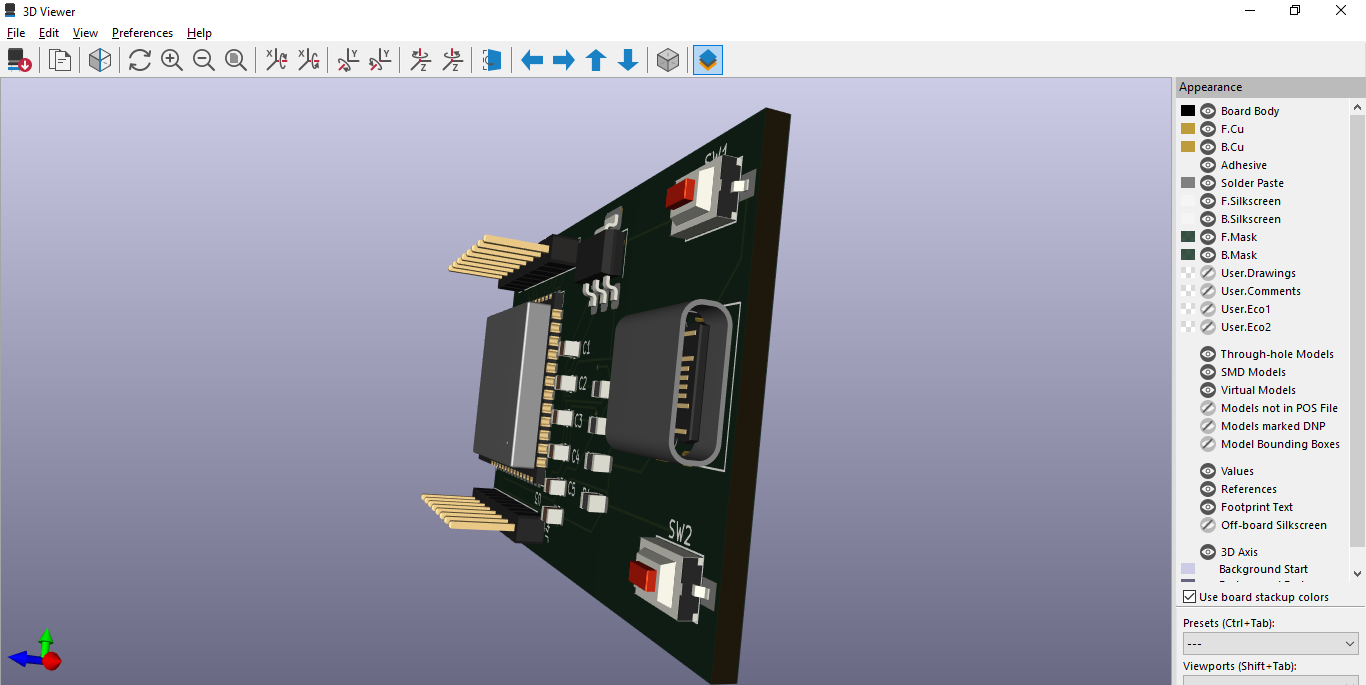 3D Viewer
File Edit View Preferences Help
X X Y Y Z Z
Appearance
Board Body
F.Cu
B.Cu
Adhesive
Solder Paste
F.Silkscreen
B.Silkscreen
F.Mask
B.Mask
User.Drawings
User.Comments
User.Eco1
User.Eco2
Through-hole Models
SMD Models
Virtual Models
Models not in POS File
Models marked DNP
Model Bounding Boxes
Values
References
Footprint Text
Off-board Silkscreen
3D Axis
Background Start
Use board stackup colors
Presets (Ctrl+Tab):
---
Viewports (Shift+Tab):
SW1
C1
C2
C3
C4
C5
SW2